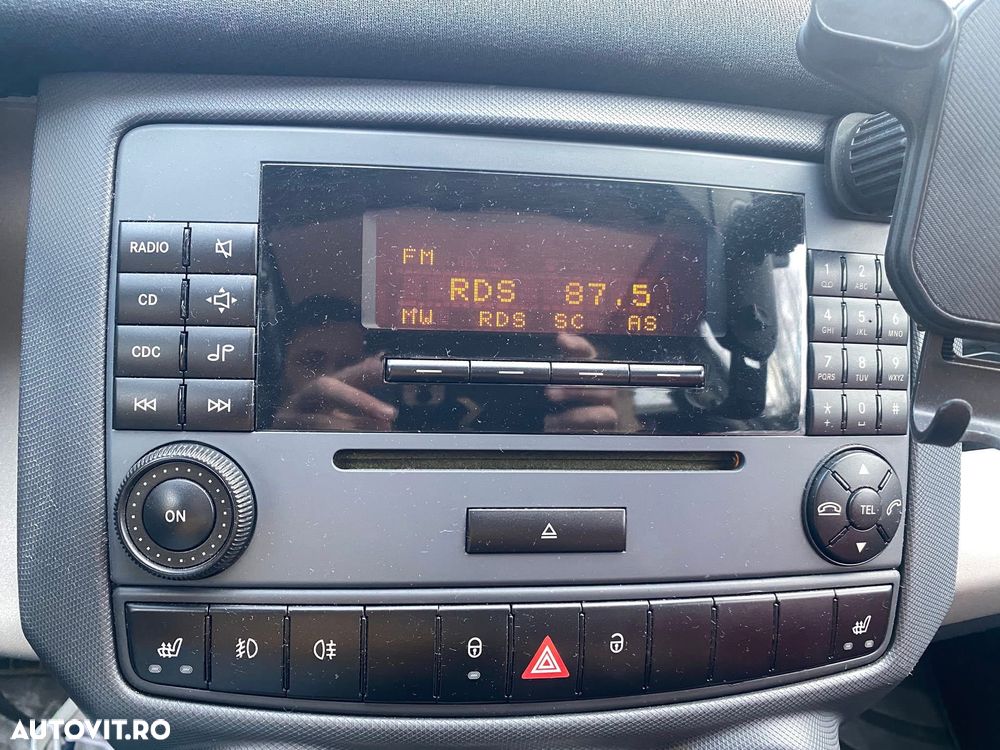 FM
RDS 87.5
MW RDS SC AS
RADIO
CD
CDC
ON
1 2
ABC
4 5 6
GHI JKL MNO
7 8 9
PQRS TUV WXYZ
* 0 #
+
TEL
AUTOVIT.RO